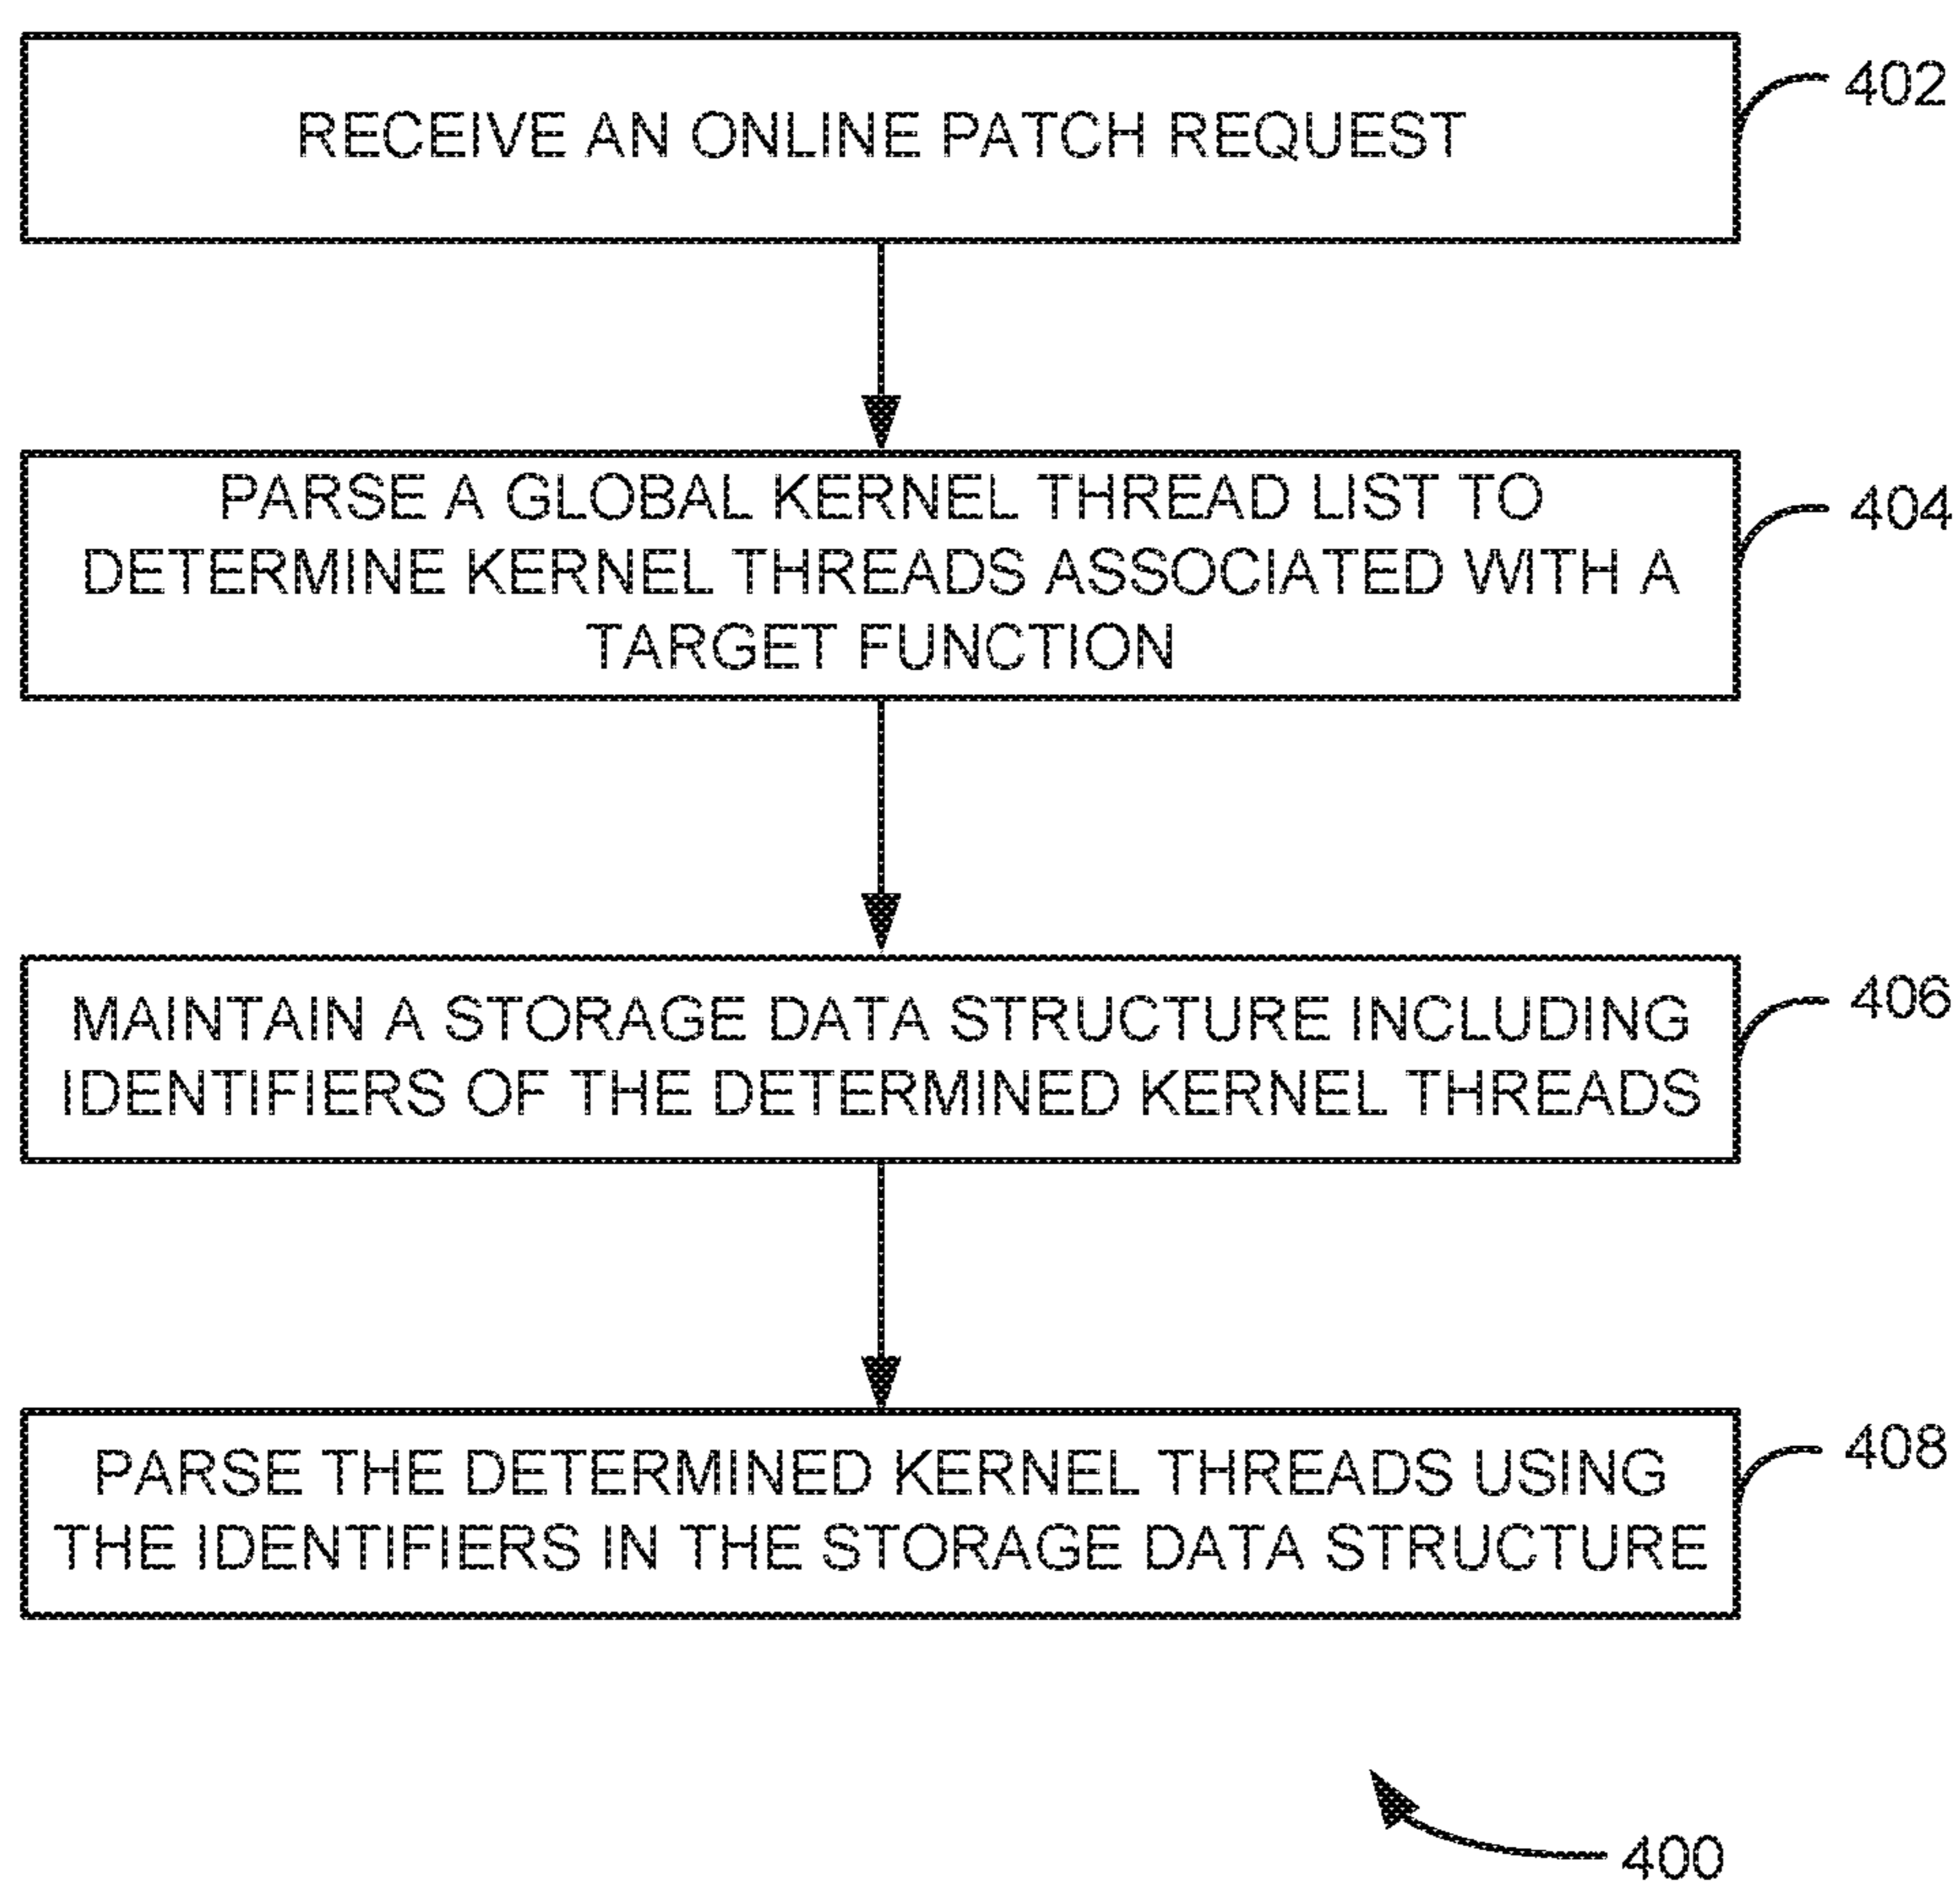 RECEIVE AN ONLINE PATCH REQUEST
402
PARSE A GLOBAL KERNEL THREAD LIST TO
DETERMINE KERNEL THREADS ASSOCIATED WITH A
TARGET FUNCTION
404
MAINTAIN A STORAGE DATA STRUCTURE INCLUDING
IDENTIFIERS OF THE DETERMINED KERNEL THREADS
406
PARSE THE DETERMINED KERNEL THREADS USING
THE IDENTIFIERS IN THE STORAGE DATA STRUCTURE
408
400